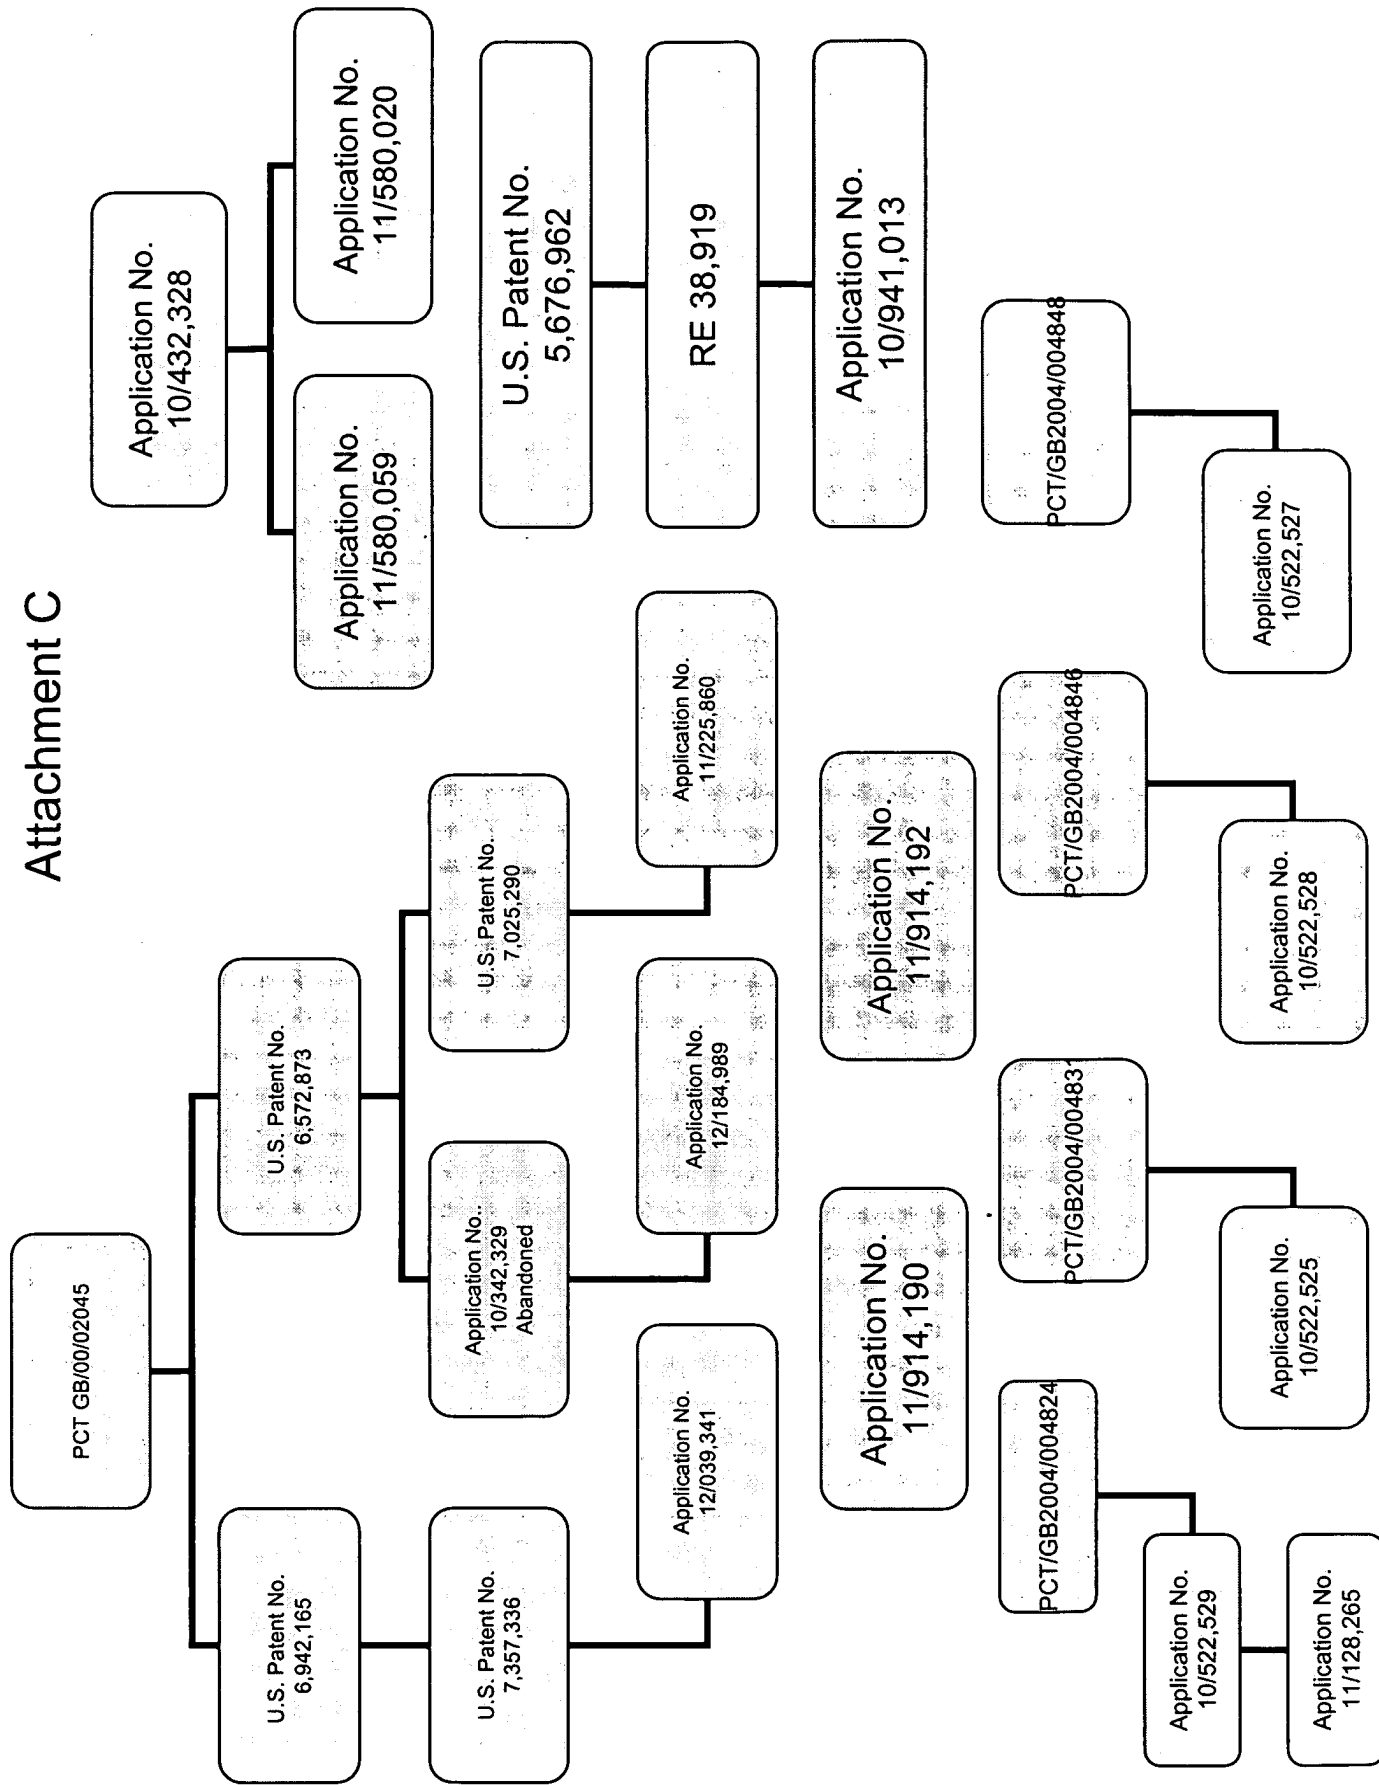 Attachment C
PCT GB/00/02045
U.S. Patent No.
6,942,165
U.S. Patent No.
6,572,873
U.S. Patent No.
7,357,336
Application No..
10/342,329
Abandoned
U.S. Patent No..
7,025,290
Application No.
12/039,341
Application No.
12/184,989
Application No.
11/225,860
Application No.
10/432,328
Application No.
11/580,059
Application No.
11/580,020
U.S. Patent No.
5,676,962
RE 38,919
Application No.
10/941,013
Application No.
11/914,190
Application No.
11/914,192
PCT/GB2004/004824
Application No.
10/522,529
Application No.
11/128,265
PCT/GB2004/004831
Application No.
10/522,525
PCT/GB2004/004846
Application No.
10/522,528
PCT/GB2004/004848
Application No.
10/522,527